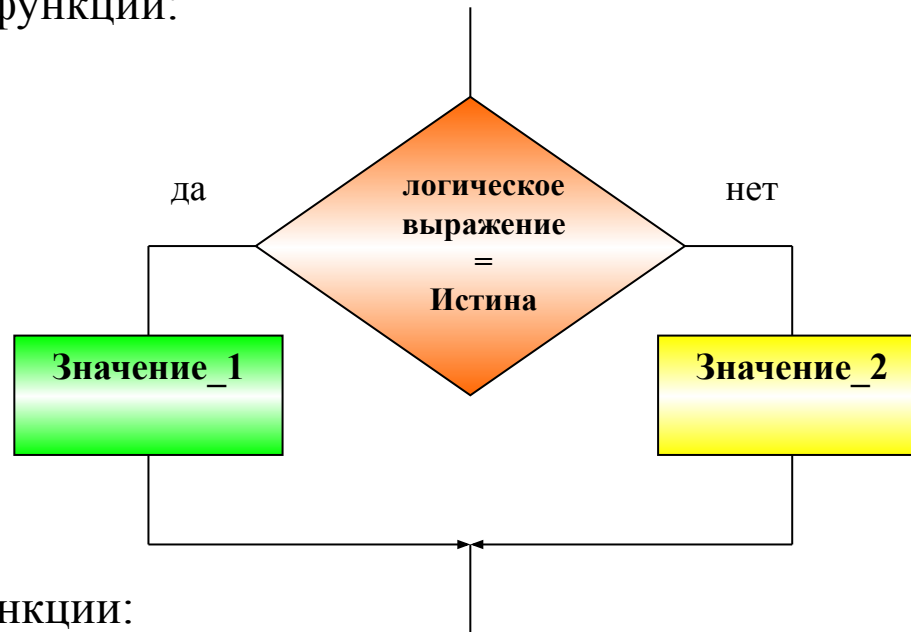 функции:
да
логическое
выражение
=
Истина
нет
Значение_1
Значение_2
нкции: